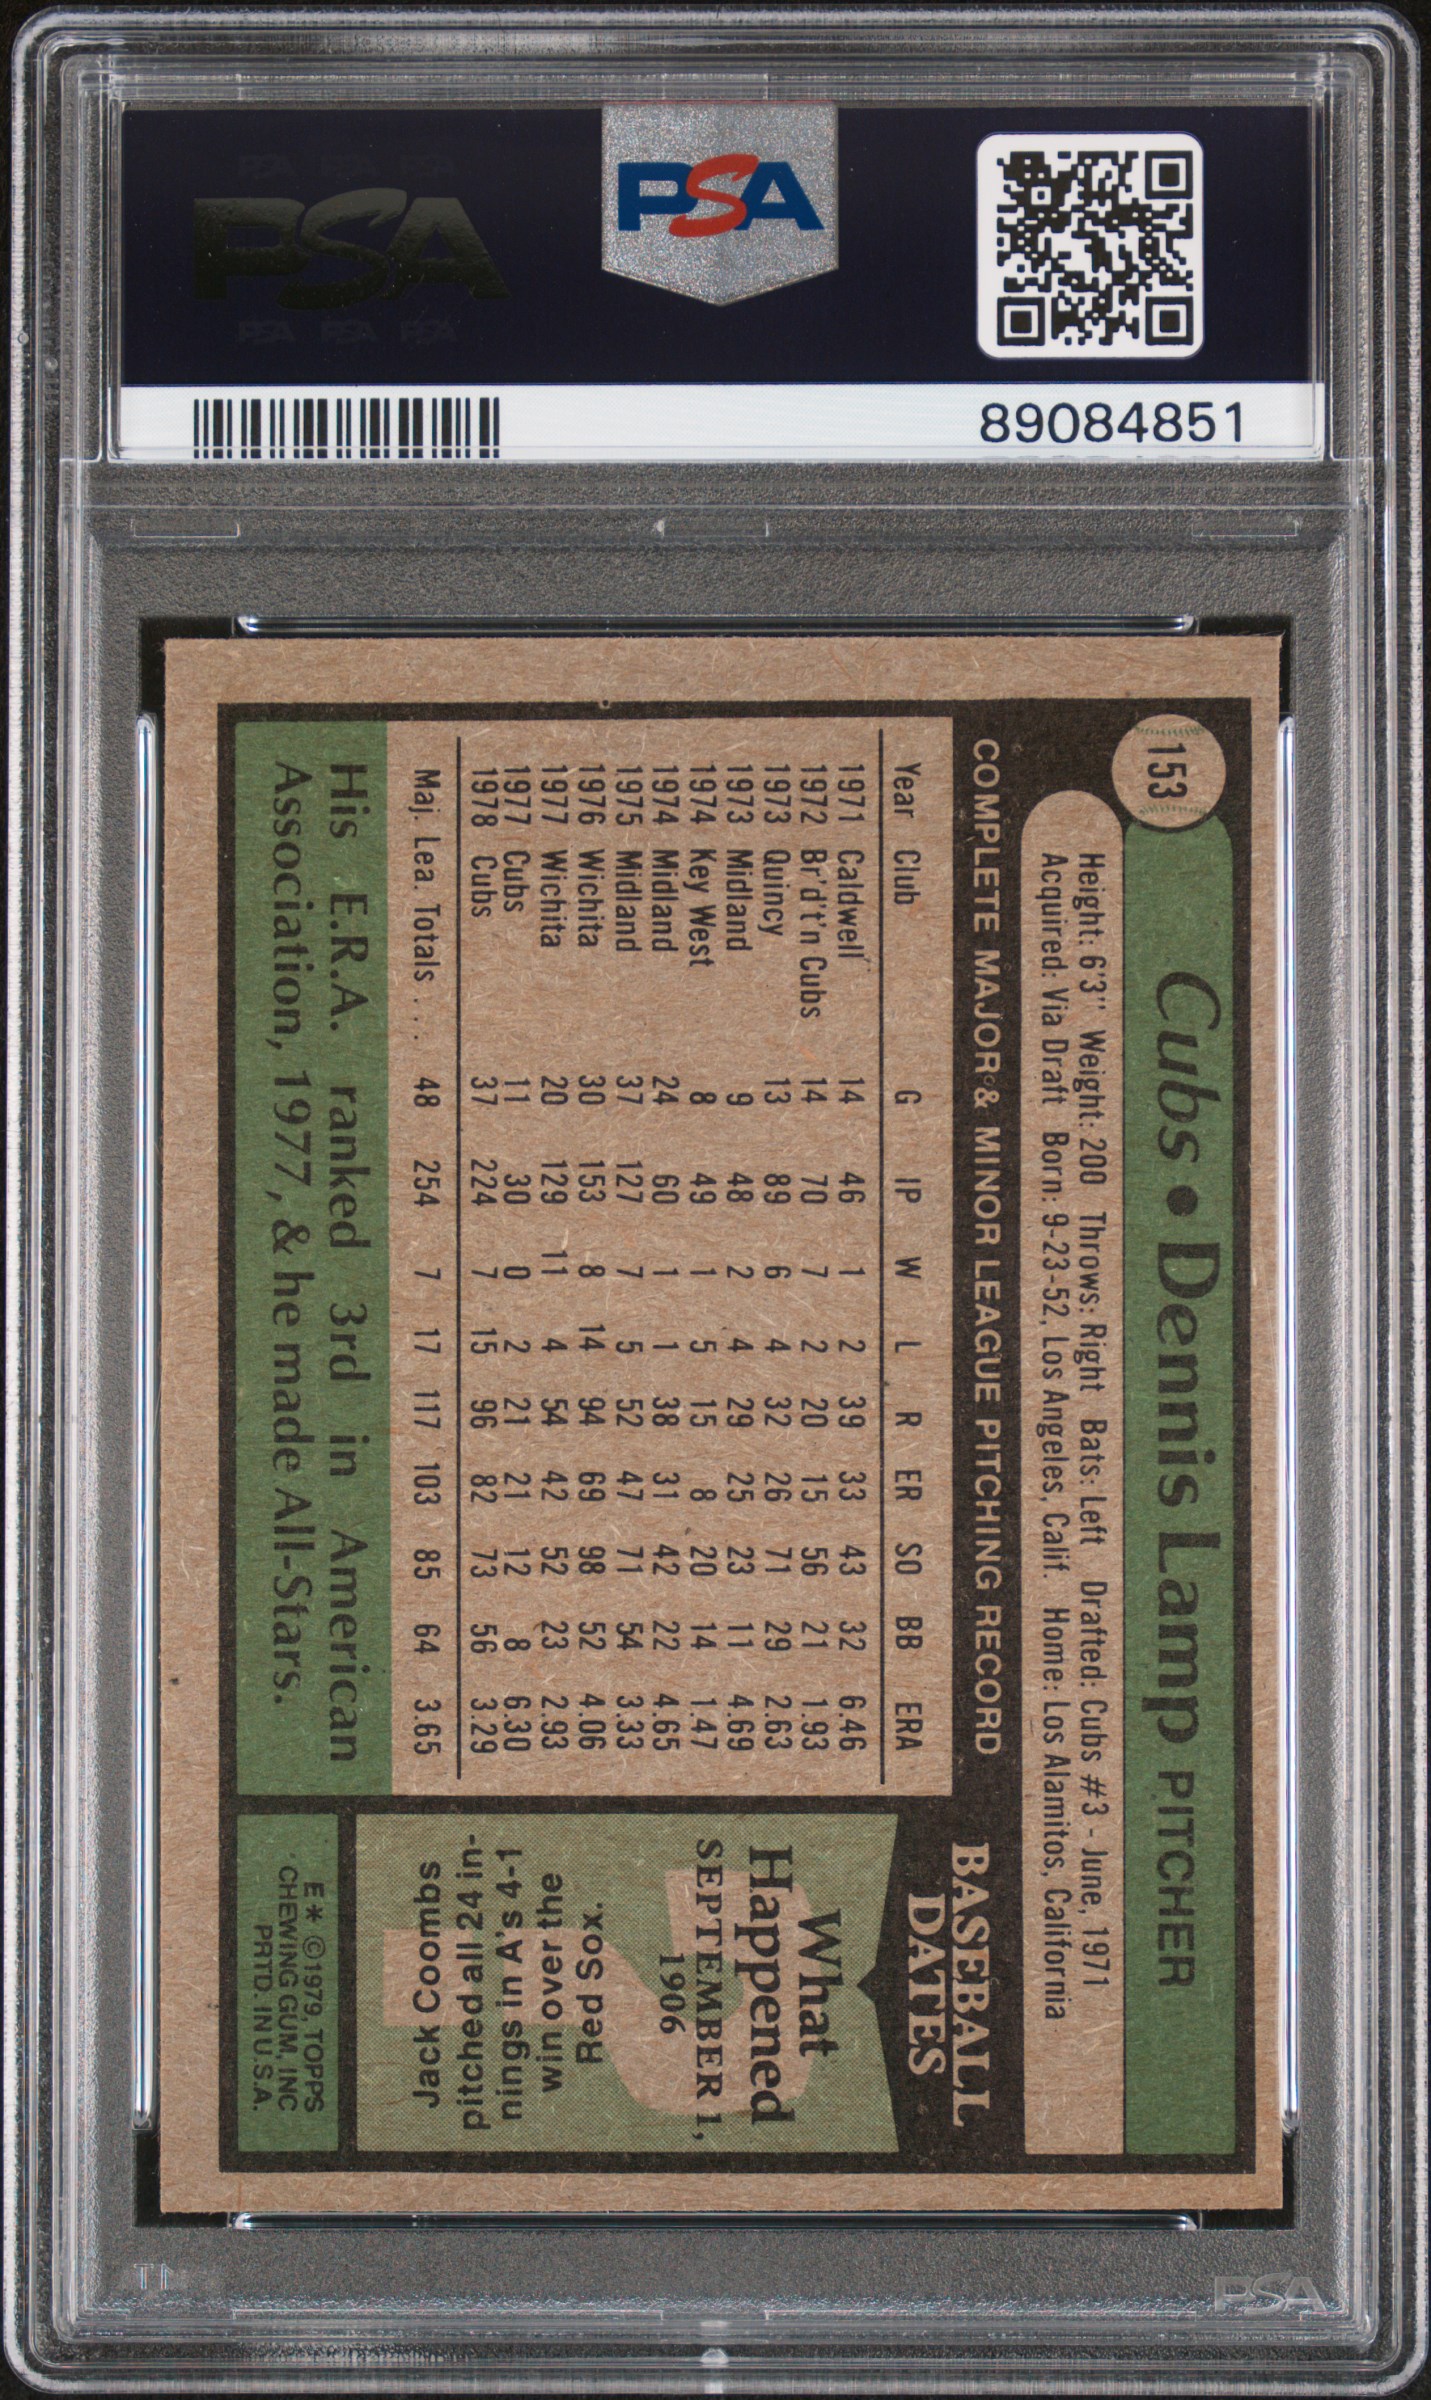 PSA
PSA PSA PSA
PSA
PSA PSA PSA
89084851
153
Cubs • Dennis Lamp PITCHER
Height: 6'3" Weight: 200 Throws: Right Bats: Left Drafted: Cubs #3 - June, 1971
Acquired: Via Draft Born: 9-23-52, Los Angeles, Calif. Home: Los Alamitos, California
COMPLETE MAJOR & MINOR LEAGUE PITCHING RECORD
Year Club G IP W L R ER SO BB ERA
1971 Caldwell 14 46 1 2 39 33 43 32 6.46
1972 Br'd't'n Cubs 14 70 7 2 20 15 56 21 1.93
1973 Quincy 13 89 6 4 32 26 71 29 2.63
1973 Midland 9 48 2 4 29 25 23 11 4.69
1974 Key West 8 49 1 5 15 8 20 14 1.47
1974 Midland 24 60 1 1 38 31 42 22 4.65
1975 Midland 37 127 7 5 52 47 71 54 3.33
1976 Wichita 30 153 8 14 94 69 98 52 4.06
1977 Wichita 20 129 11 4 54 42 52 23 2.93
1977 Cubs 11 30 0 2 21 21 12 8 6.30
1978 Cubs 37 224 7 15 96 82 73 56 3.29
Maj. Lea. Totals . . . 48 254 7 17 117 103 85 64 3.65
His E.R.A. ranked 3rd in American
Association, 1977, & he made All-Stars.
BASEBALL
DATES
What
Happened
SEPTEMBER 1,
1906
Jack Coombs
pitched all 24 in-
nings in A's 4-1
win over the
Red Sox.
E* ©1979, TOPPS
CHEWING GUM, INC
PRTD. IN U.S.A.
PSA